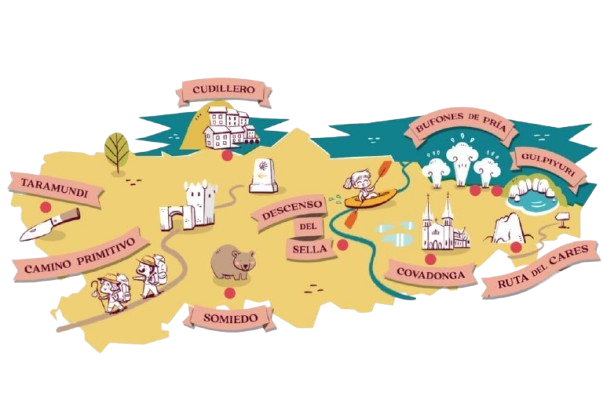 CUDILLERO
BUFONES DE PRÍA
GULPIYURI
TARAMUNDI
DESCENSO
DEL
SELLA
CAMINO PRIMITIVO
COVADONGA
RUTA DEL CARES
SOMIEDO